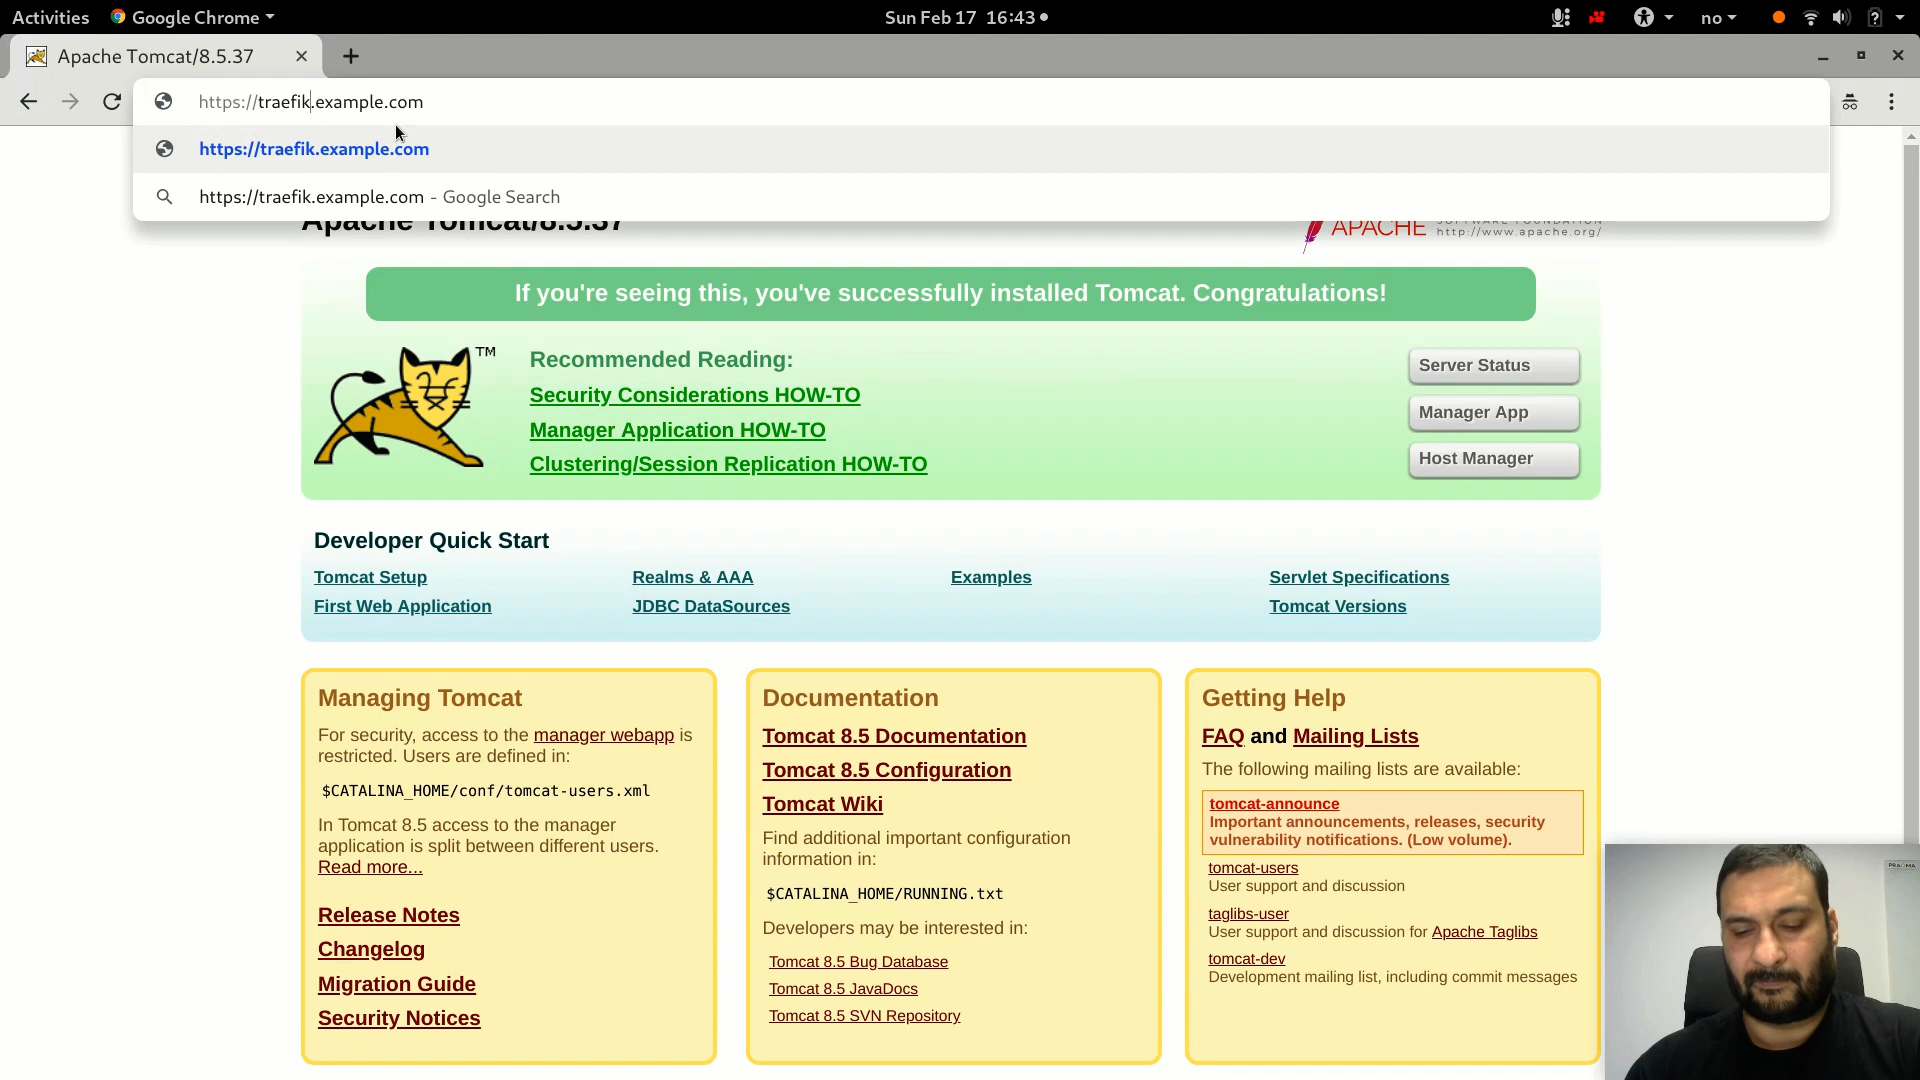 Activities Google Chrome Sun Feb 17 16:43 no
Apache Tomcat/8.5.37
https://traefik.example.com
https://traefik.example.com
https://traefik.example.com - Google Search
Apache Tomcat/8.5.37
APACHE SOFTWARE FOUNDATION
http://www.apache.org/
If you're seeing this, you've successfully installed Tomcat. Congratulations!
TM
Recommended Reading:
Security Considerations HOW-TO
Manager Application HOW-TO
Clustering/Session Replication HOW-TO
Server Status
Manager App
Host Manager
Developer Quick Start
Tomcat Setup
First Web Application
Realms & AAA
JDBC DataSources
Examples
Servlet Specifications
Tomcat Versions
Managing Tomcat
For security, access to the manager webapp is
restricted. Users are defined in:
$CATALINA_HOME/conf/tomcat-users.xml
In Tomcat 8.5 access to the manager
application is split between different users.
Read more...
Release Notes
Changelog
Migration Guide
Security Notices
Documentation
Tomcat 8.5 Documentation
Tomcat 8.5 Configuration
Tomcat Wiki
Find additional important configuration
information in:
$CATALINA_HOME/RUNNING.txt
Developers may be interested in:
Tomcat 8.5 Bug Database
Tomcat 8.5 JavaDocs
Tomcat 8.5 SVN Repository
Getting Help
FAQ and Mailing Lists
The following mailing lists are available:
tomcat-announce
Important announcements, releases, security
vulnerability notifications. (Low volume).
tomcat-users
User support and discussion
taglibs-user
User support and discussion for Apache Taglibs
tomcat-dev
Development mailing list, including commit messages